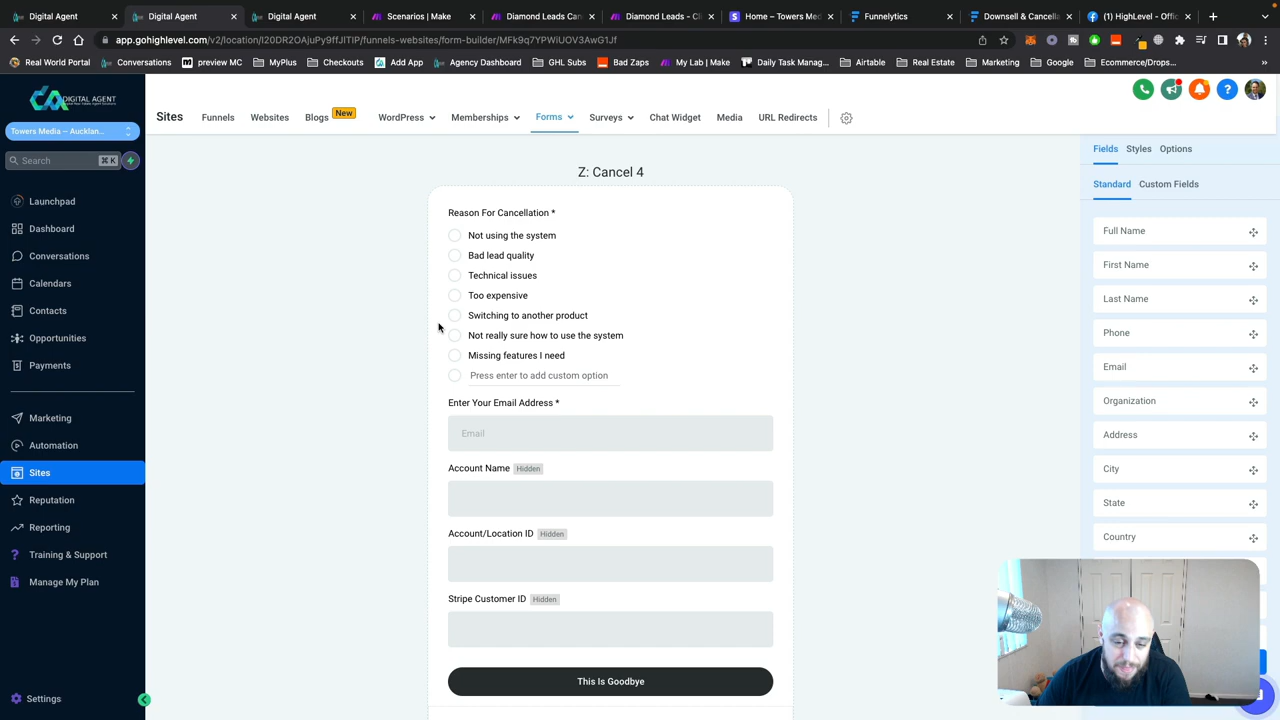 Digital Agent
Digital Agent
Digital Agent
Scenarios | Make
Diamond Leads Can
Diamond Leads - Cli
Home – Towers Med
Funnelytics
Downsell & Cancella
(1) HighLevel - Offic
app.gohighlevel.com/v2/location/I20DR2OAjuPy9ffJlTIP/funnels-websites/form-builder/MFk9q7YPWiUOV3AwG1Jf
Real World Portal
Conversations
preview MC
MyPlus
Checkouts
Add App
Agency Dashboard
GHL Subs
Bad Zaps
My Lab | Make
Daily Task Manag...
Airtable
Real Estate
Marketing
Google
Ecommerce/Drops...
DIGITAL AGENT
Towers Media -- Aucklan...
Search
⌘ K
Launchpad
Dashboard
Conversations
Calendars
Contacts
Opportunities
Payments
Marketing
Automation
Sites
Reputation
Reporting
Training & Support
Manage My Plan
Settings
Sites
Funnels
Websites
Blogs
New
WordPress
Memberships
Forms
Surveys
Chat Widget
Media
URL Redirects
Z: Cancel 4
Reason For Cancellation *
Not using the system
Bad lead quality
Technical issues
Too expensive
Switching to another product
Not really sure how to use the system
Missing features I need
Press enter to add custom option
Enter Your Email Address *
Email
Account Name Hidden
Account/Location ID Hidden
Stripe Customer ID Hidden
This Is Goodbye
Fields
Styles
Options
Standard
Custom Fields
Full Name
First Name
Last Name
Phone
Email
Organization
Address
City
State
Country